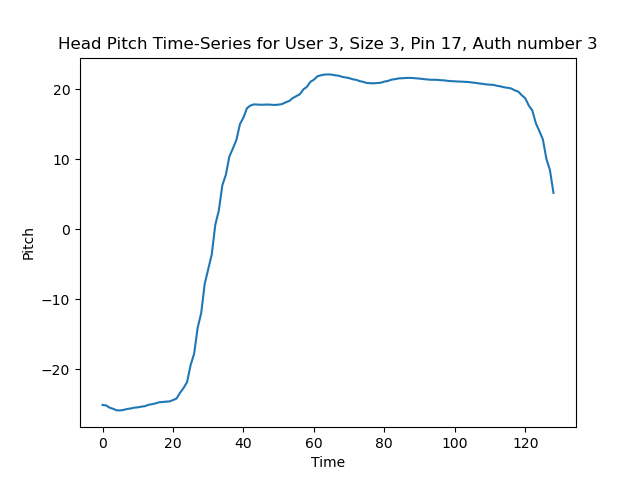 Head Pitch Time-Series for User 3, Size 3, Pin 17, Auth number 3
20
10
0
−10
−20
Pitch
0 20 40 60 80 100 120
Time